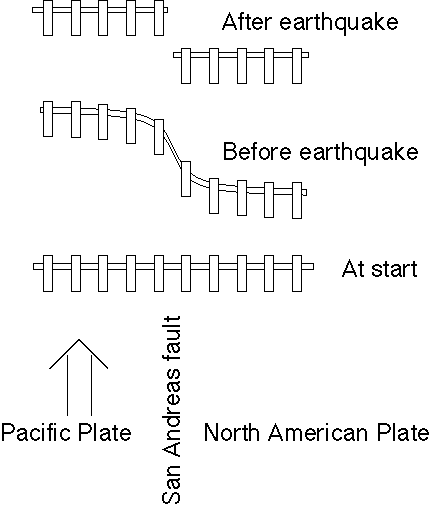 After earthquake
Before earthquake
At start
San Andreas fault
Pacific Plate
North American Plate